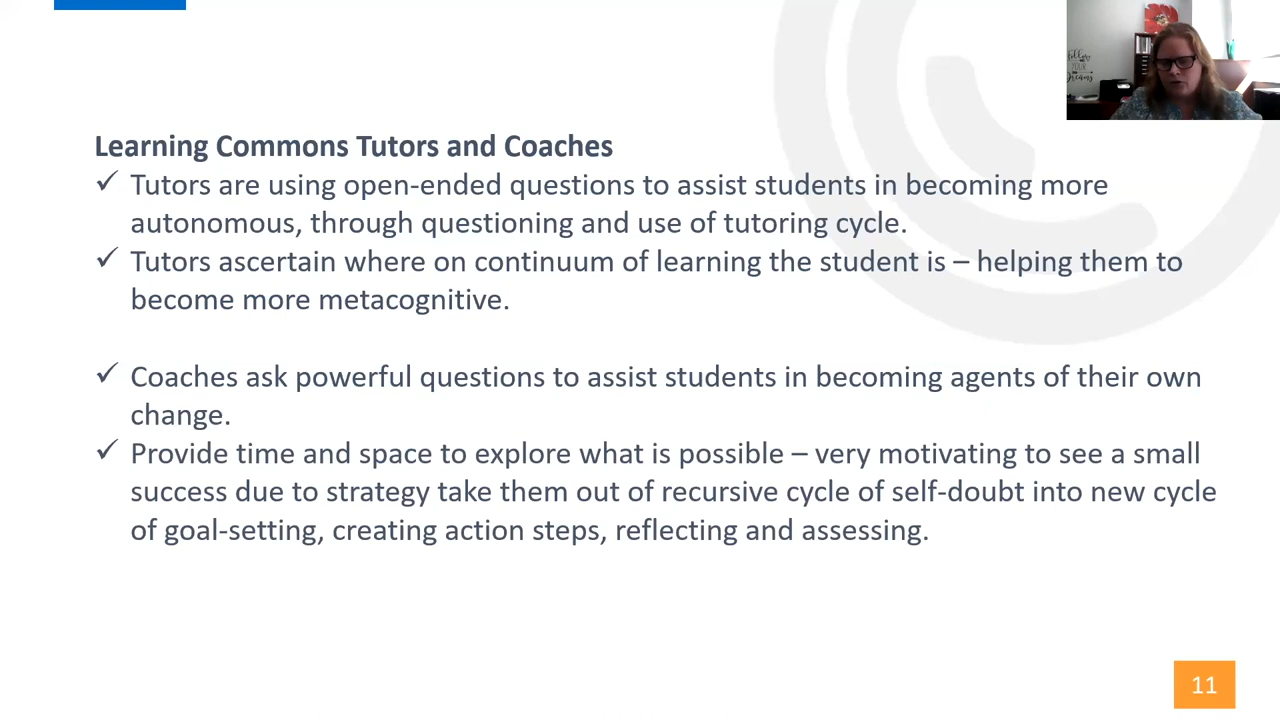 Learning Commons Tutors and Coaches
✓ Tutors are using open-ended questions to assist students in becoming more
autonomous, through questioning and use of tutoring cycle.
✓ Tutors ascertain where on continuum of learning the student is – helping them to
become more metacognitive.
✓ Coaches ask powerful questions to assist students in becoming agents of their own
change.
✓ Provide time and space to explore what is possible – very motivating to see a small
success due to strategy take them out of recursive cycle of self-doubt into new cycle
of goal-setting, creating action steps, reflecting and assessing.
11
follow
YOUR
Dreams